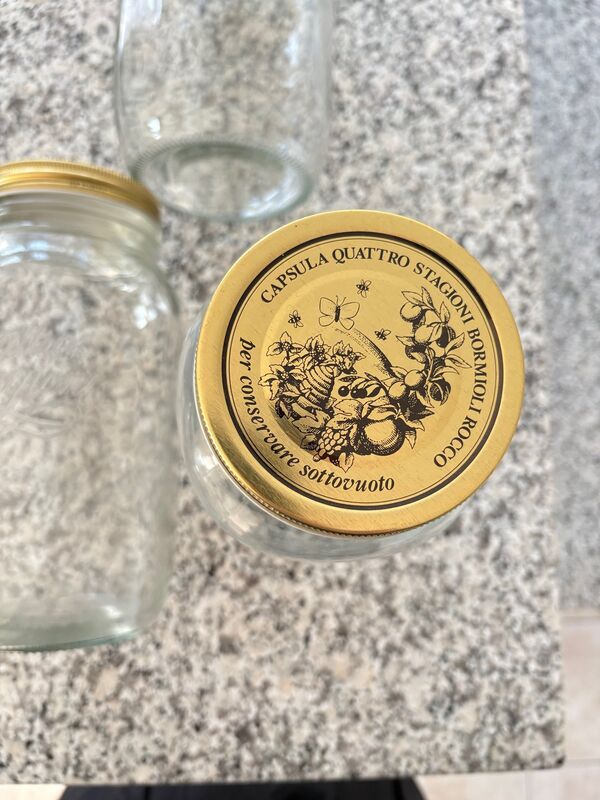 CAPSULA QUATTRO STAGIONI BORMIOLI ROCCO
per conservare sottovuoto